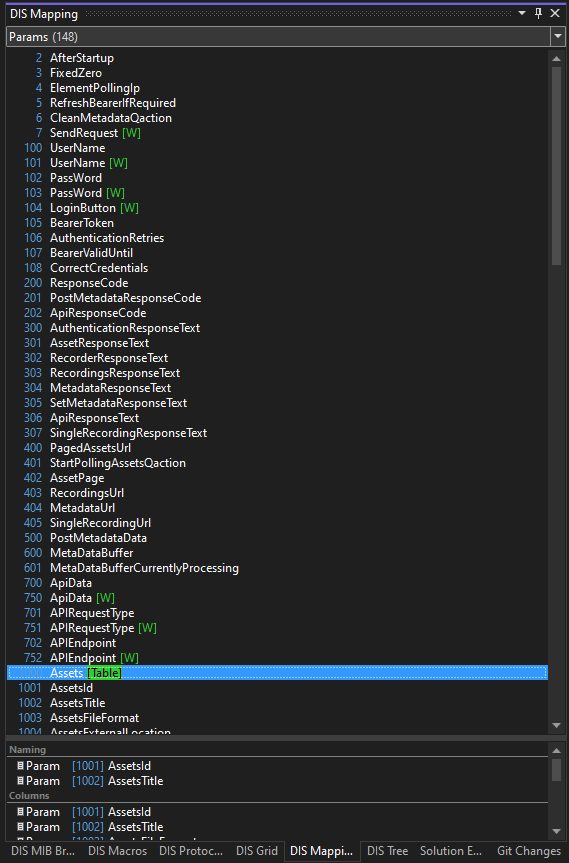 DIS Mapping
Params (148)
2 AfterStartup
3 FixedZero
4 ElementPollingIp
5 RefreshBearerIfRequired
6 CleanMetadataQaction
7 SendRequest [W]
100 UserName
101 UserName [W]
102 PassWord
103 PassWord [W]
104 LoginButton [W]
105 BearerToken
106 AuthenticationRetries
107 BearerValidUntil
108 CorrectCredentials
200 ResponseCode
201 PostMetadataResponseCode
202 ApiResponseCode
300 AuthenticationResponseText
301 AssetResponseText
302 RecorderResponseText
303 RecordingsResponseText
304 MetadataResponseText
305 SetMetadataResponseText
306 ApiResponseText
307 SingleRecordingResponseText
400 PagedAssetsUrl
401 StartPollingAssetsQaction
402 AssetPage
403 RecordingsUrl
404 MetadataUrl
405 SingleRecordingUrl
500 PostMetadataData
600 MetaDataBuffer
601 MetaDataBufferCurrentlyProcessing
700 ApiData
750 ApiData [W]
701 APIRequestType
751 APIRequestType [W]
702 APIEndpoint
752 APIEndpoint [W]
Assets [Table]
1001 AssetsId
1002 AssetsTitle
1003 AssetsFileFormat
1004 AssetsExternalLocation
Naming
Param [1001] AssetsId
Param [1002] AssetsTitle
Columns
Param [1001] AssetsId
Param [1002] AssetsTitle
DIS MIB Br... DIS Macros DIS Protoc... DIS Grid DIS Mappi... DIS Tree Solution E... Git Changes